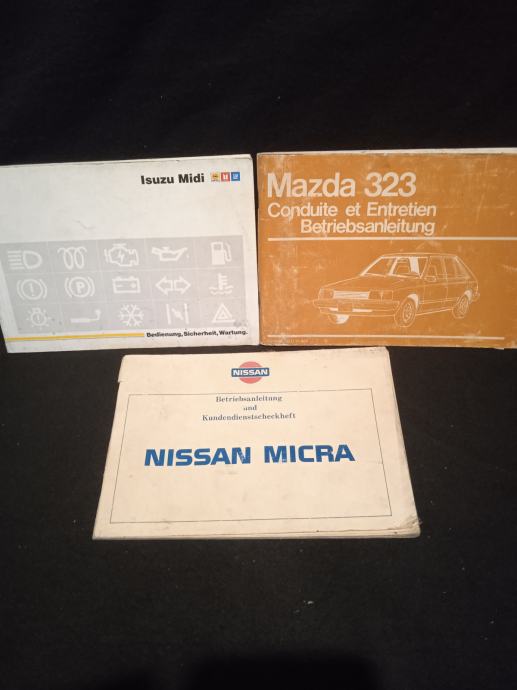 Isuzu Midi
Bedienung, Sicherheit, Wartung.
Mazda 323
Conduite et Entretien
Betriebsanleitung
NISSAN
Betriebsanleitung
und
Kundendienstscheckheft
NISSAN MICRA